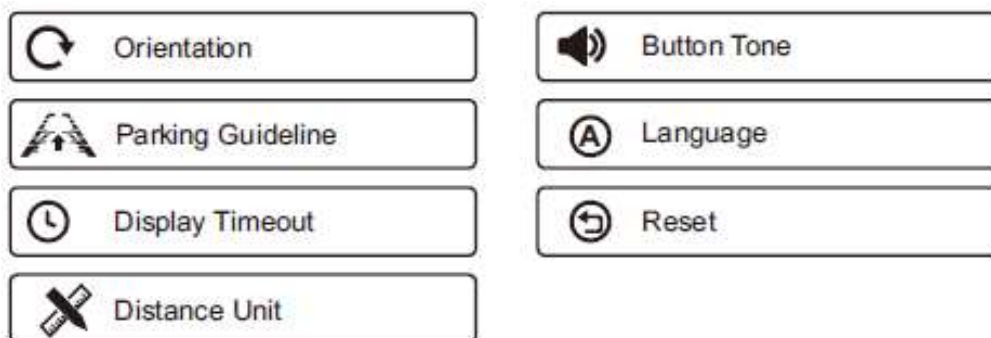 Orientation
Parking Guideline
Display Timeout
Distance Unit
Button Tone
A Language
Reset